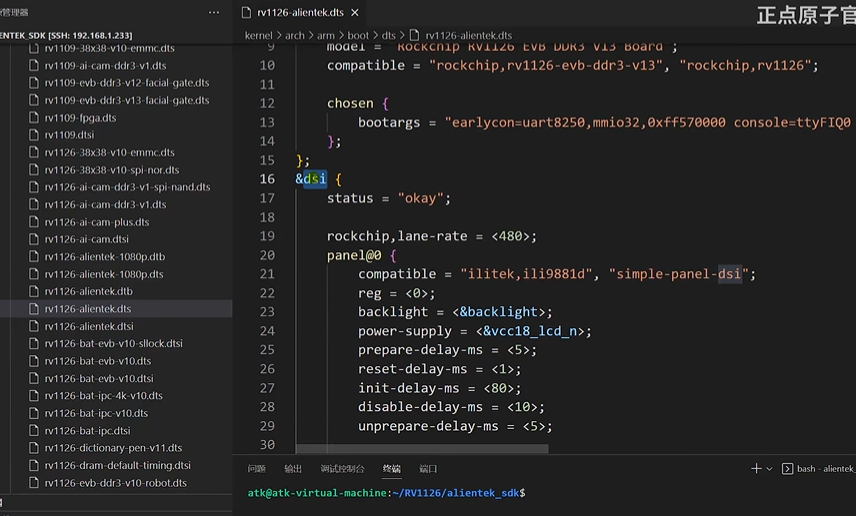 源管理器
···
rv1126-alientek.dts ×
正点原子官
ENTEK_SDK [SSH: 192.168.1.233]
rv1109-38x38-v10-emmc.dts
rv1109-ai-cam-ddr3-v1.dts
rv1109-evb-ddr3-v12-facial-gate.dts
rv1109-evb-ddr3-v13-facial-gate.dts
rv1109-fpga.dts
rv1109.dtsi
rv1126-38x38-v10-emmc.dts
rv1126-38x38-v10-spi-nor.dts
rv1126-ai-cam-ddr3-v1-spi-nand.dts
rv1126-ai-cam-ddr3-v1.dts
rv1126-ai-cam-plus.dts
rv1126-ai-cam.dtsi
rv1126-alientek-1080p.dtb
rv1126-alientek-1080p.dts
rv1126-alientek.dtb
rv1126-alientek.dts
rv1126-alientek.dtsi
rv1126-bat-evb-v10-sllock.dtsi
rv1126-bat-evb-v10.dts
rv1126-bat-evb-v10.dtsi
rv1126-bat-ipc-4k-v10.dts
rv1126-bat-ipc-v10.dts
rv1126-bat-ipc.dtsi
rv1126-dictionary-pen-v11.dts
rv1126-dram-default-timing.dtsi
rv1126-evb-ddr3-v10-robot.dts
kernel > arch > arm > boot > dts > rv1126-alientek.dts
9 model = "Rockchip RV1126 EVB DDR3 V13 Board";
10 compatible = "rockchip,rv1126-evb-ddr3-v13", "rockchip,rv1126";
11
12 chosen {
13 bootargs = "earlycon=uart8250,mmio32,0xff570000 console=ttyFIQ0
14 };
15 };
16 &dsi {
17 status = "okay";
18
19 rockchip,lane-rate = <480>;
20 panel@0 {
21 compatible = "ilitek,ili9881d", "simple-panel-dsi";
22 reg = <0>;
23 backlight = <&backlight>;
24 power-supply = <&vcc18_lcd_n>;
25 prepare-delay-ms = <5>;
26 reset-delay-ms = <1>;
27 init-delay-ms = <80>;
28 disable-delay-ms = <10>;
29 unprepare-delay-ms = <5>;
30
问题 输出 调试控制台 终端 端口
bash - alientek_
atk@atk-virtual-machine:~/RV1126/alientek_sdk$